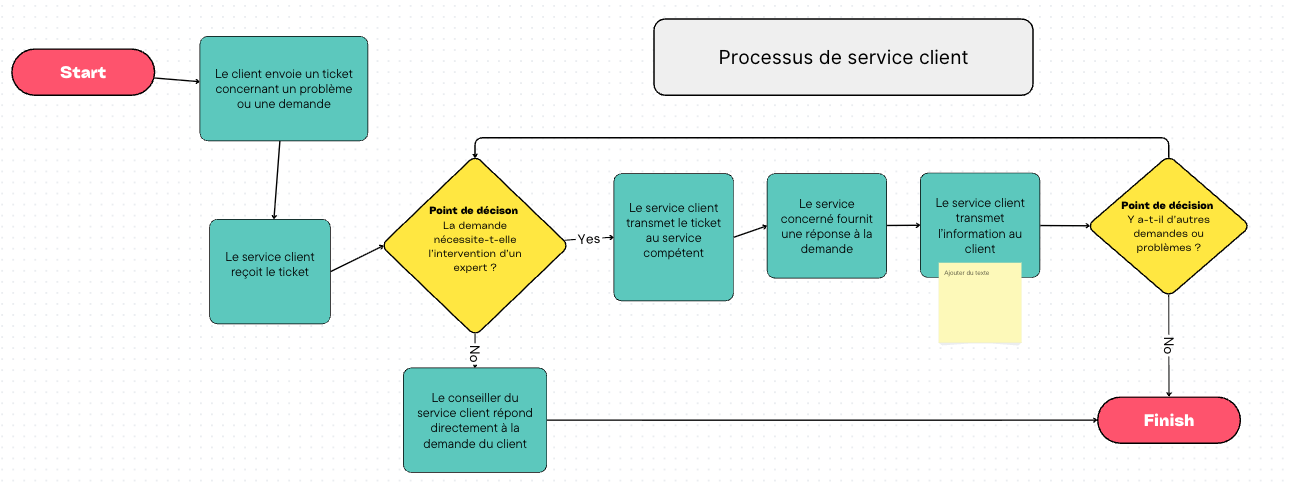 Processus de service client
Start
Le client envoie un ticket
concernant un problème
ou une demande
Le service client
reçoit le ticket
Point de décison
La demande
nécessite-t-elle
l'intervention d'un
expert ?
Yes
Le service client
transmet le ticket
au service
compétent
Le service
concerné fournit
une réponse à la
demande
Le service client
transmet
l'information au
client
Ajouter du texte
Point de décision
Y a-t-il d'autres
demandes ou
problèmes ?
No
Le conseiller du
service client répond
directement à la
demande du client
No
Finish